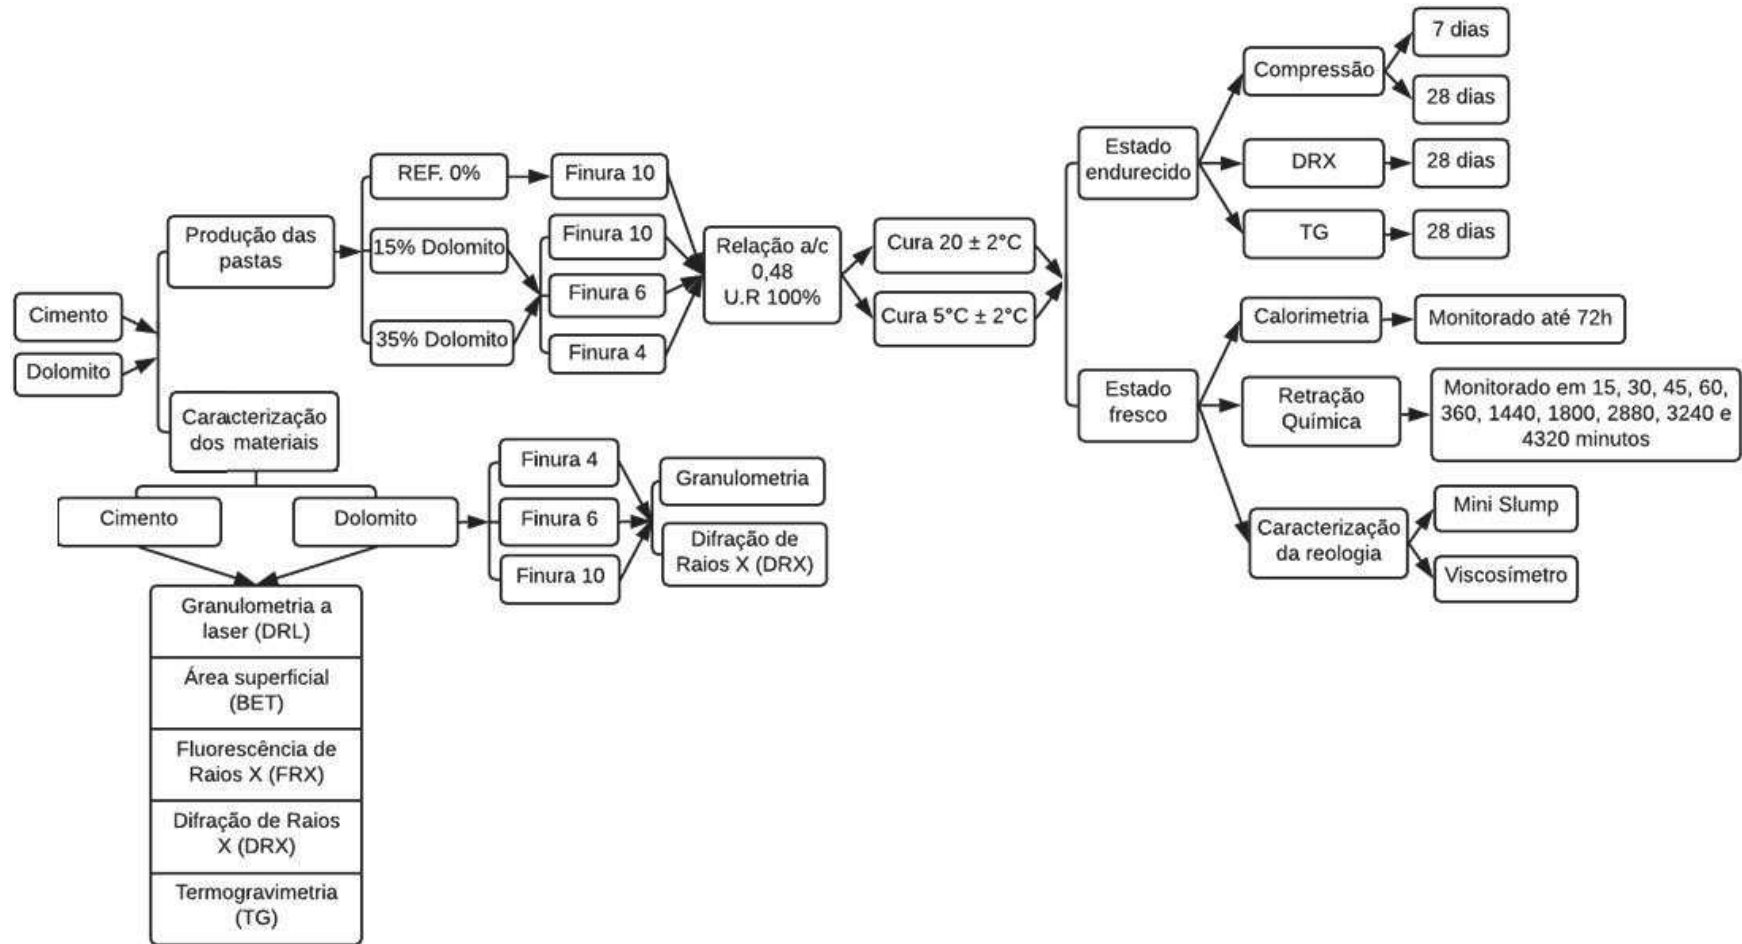 Cimento
Dolomito
Produção das
pastas
Caracterização
dos materiais
REF. 0%
15% Dolomito
35% Dolomito
Finura 10
Finura 10
Finura 6
Finura 4
Relação a/c
0,48
U.R 100%
Cura 20 ± 2°C
Cura 5°C ± 2°C
Estado
endurecido
Compressão
7 dias
28 dias
DRX
28 dias
TG
28 dias
Estado
fresco
Calorimetria
Monitorado até 72h
Retração
Química
Monitorado em 15, 30, 45, 60,
360, 1440, 1800, 2880, 3240 e
4320 minutos
Caracterização
da reologia
Mini Slump
Viscosímetro
Cimento
Dolomito
Finura 4
Finura 6
Finura 10
Granulometria
Difração de
Raios X (DRX)
Granulometria a
laser (DRL)
Área superficial
(BET)
Fluorescência de
Raios X (FRX)
Difração de Raios
X (DRX)
Termogravimetria
(TG)